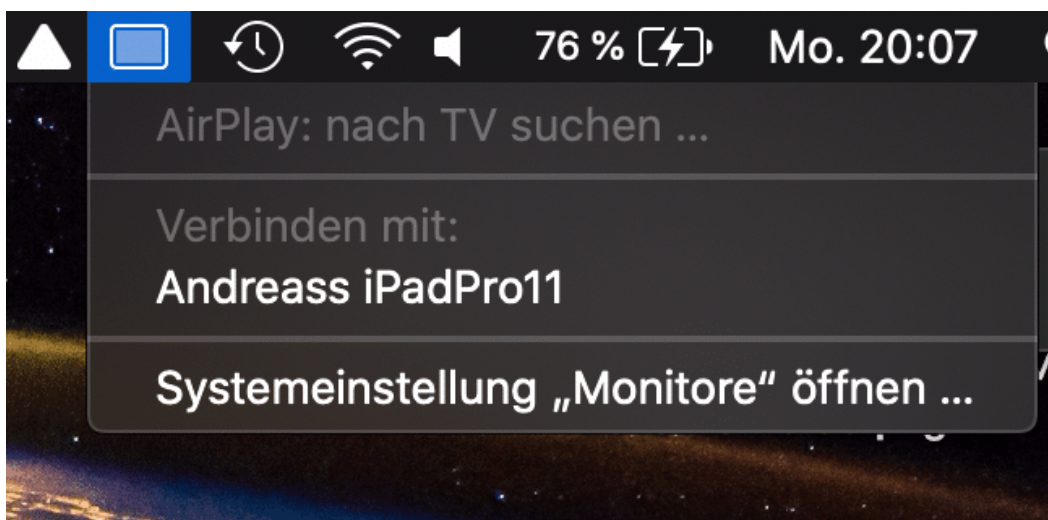 76 % Mo. 20:07
AirPlay: nach TV suchen ...
Verbinden mit:
Andreass iPadPro11
Systemeinstellung „Monitore“ öffnen ...